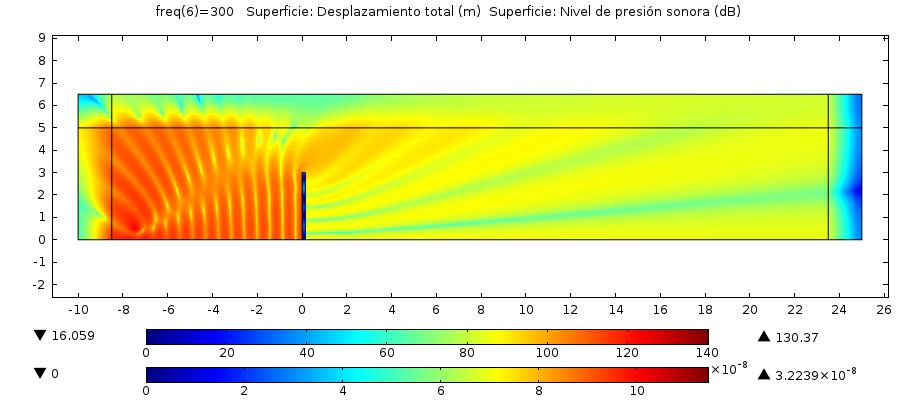 freq(6)=300 Superficie: Desplazamiento total (m) Superficie: Nivel de presión sonora (dB)
9
8
7
6
5
4
3
2
1
0
-1
-2
-10 -8 -6 -4 -2 0 2 4 6 8 10 12 14 16 18 20 22 24 26
▼ 16.059 ▲ 130.37
0 20 40 60 80 100 120 140
▼ 0 ×10⁻⁸ ▲ 3.2239×10⁻⁸
0 2 4 6 8 10